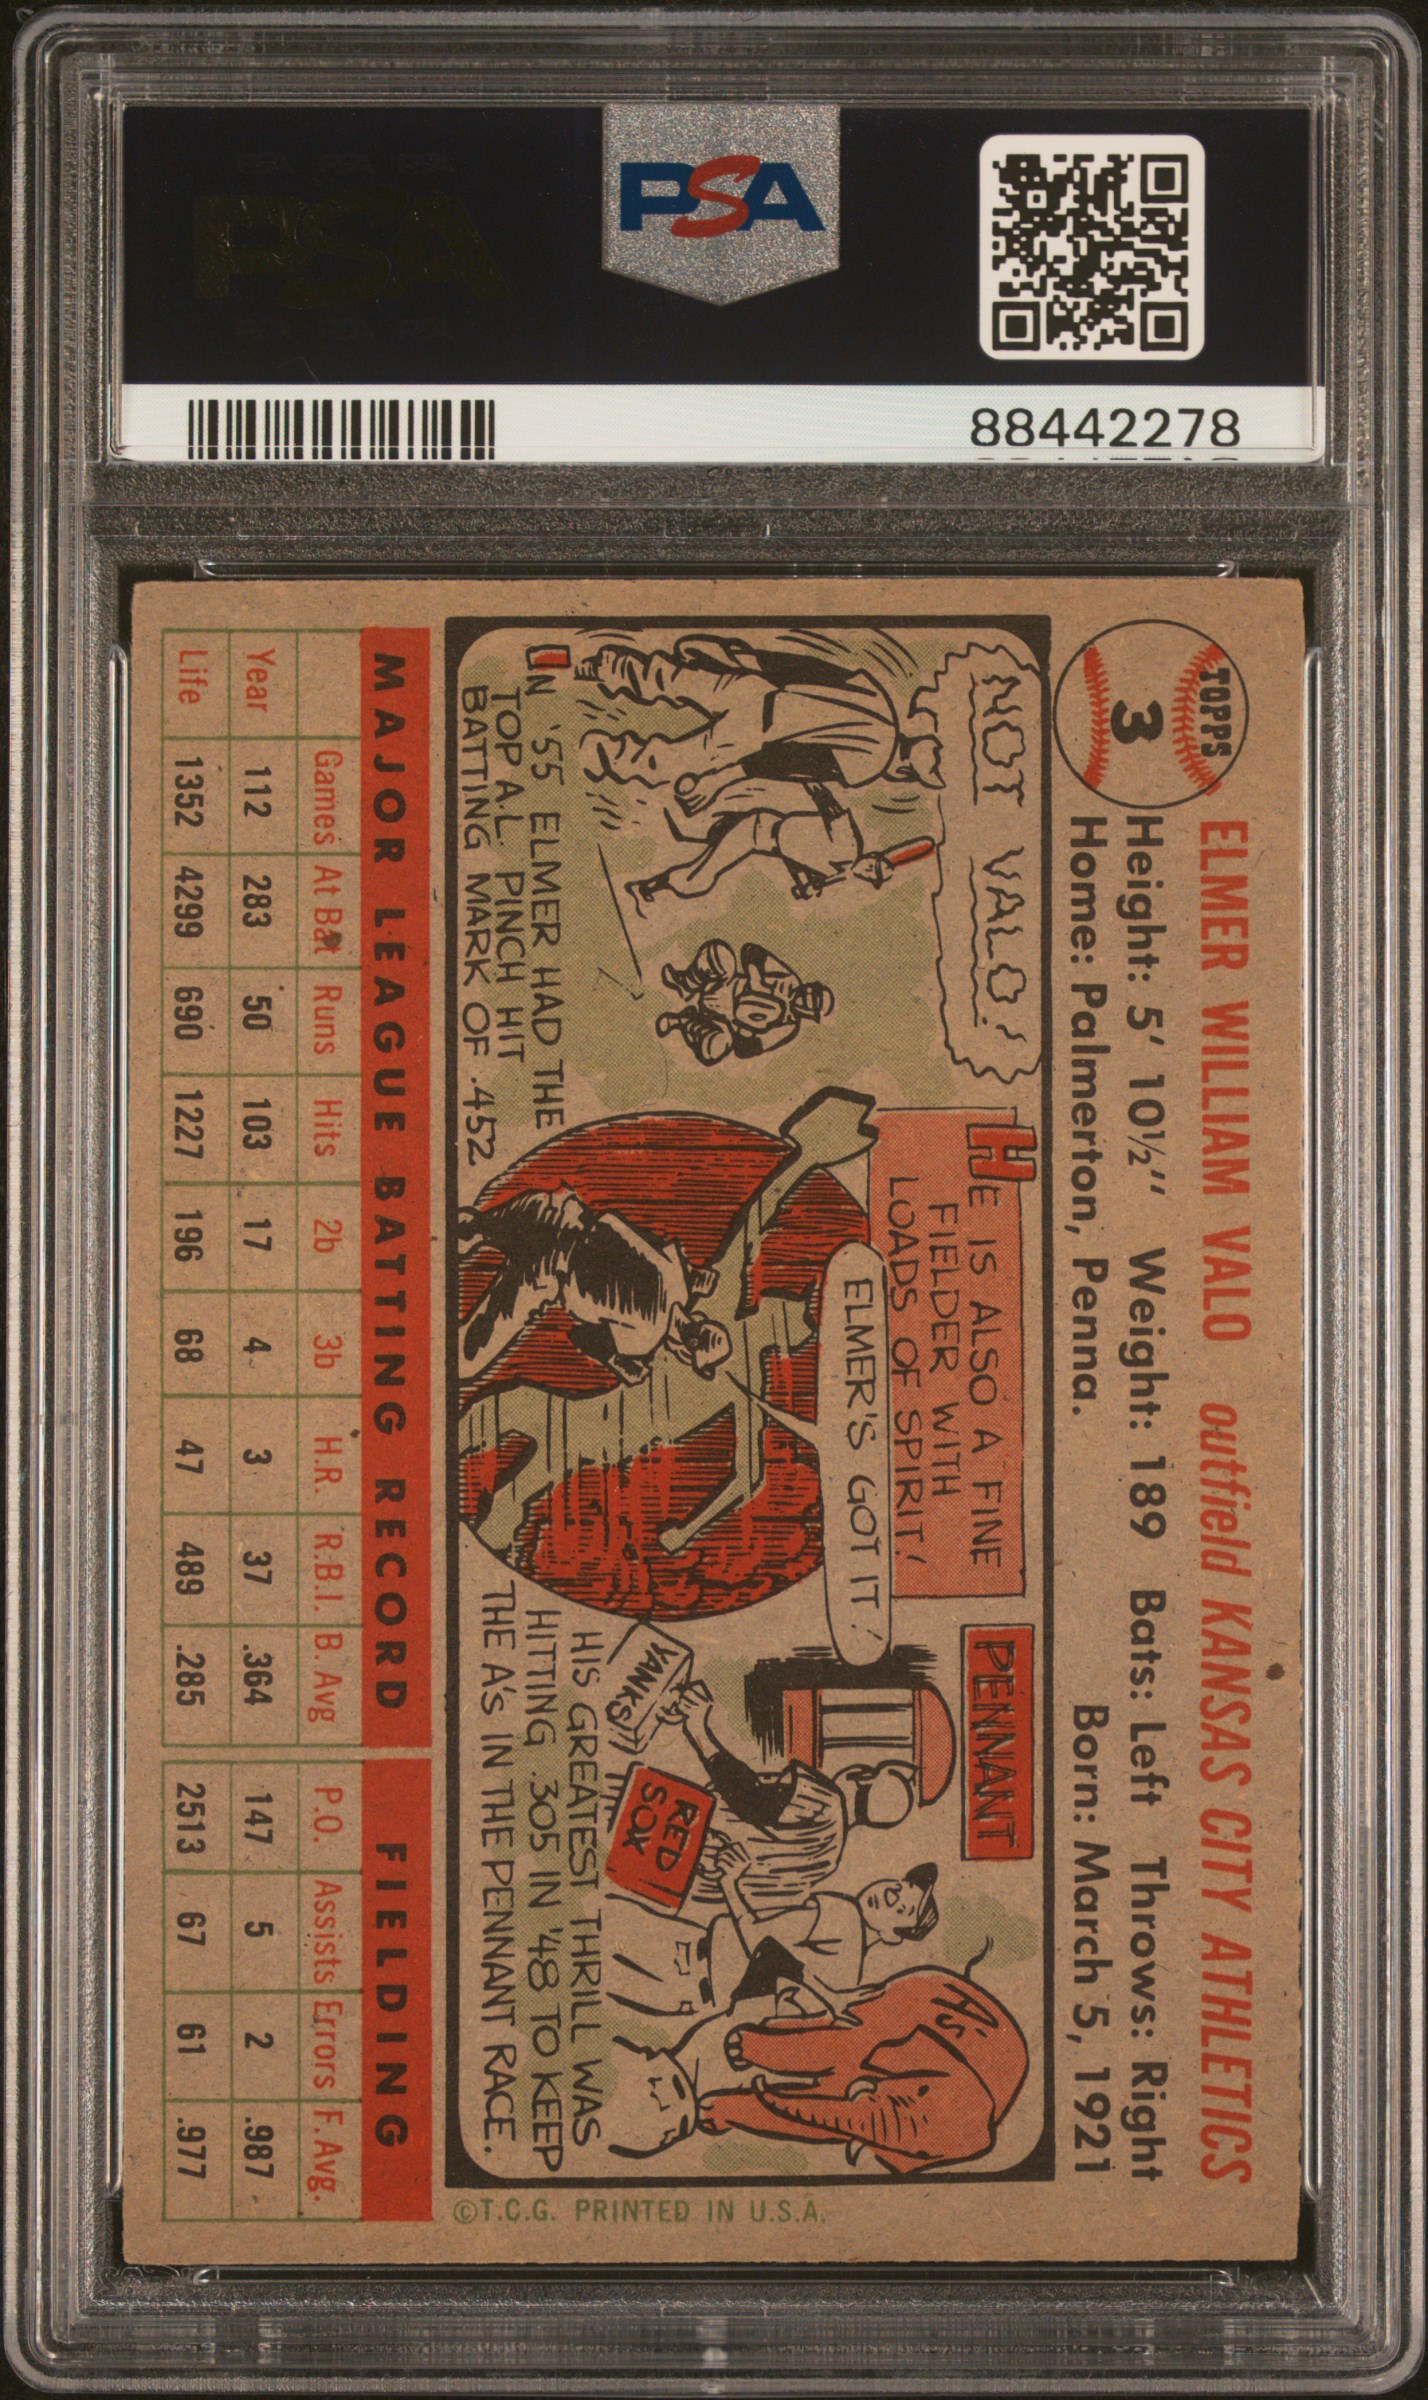 PSA
88442278
TOPPS
3
ELMER WILLIAM VALO outfield KANSAS CITY ATHLETICS
Height: 5' 10½" Weight: 189 Bats: Left Throws: Right
Home: Palmerton, Penna. Born: March 5, 1921
NOT VALO!
IN '55 ELMER HAD THE
TOP A.L. PINCH HIT
BATTING MARK OF .452
HE IS ALSO A FINE
FIELDER WITH
LOADS OF SPIRIT!
ELMER'S GOT IT!
PENNANT
A's
YANKS
RED
SOX
HIS GREATEST THRILL WAS
HITTING .305 IN '48 TO KEEP
THE A's IN THE PENNANT RACE.
MAJOR LEAGUE BATTING RECORD FIELDING
Games At Bat Runs Hits 2b 3b H.R. R.B.I. B. Avg P.O. Assists Errors F. Avg.
Year 112 283 50 103 17 4 3 37 .364 147 5 2 .987
Life 1352 4299 690 1227 196 68 47 489 .285 2513 67 61 .977
©T.C.G. PRINTED IN U.S.A.